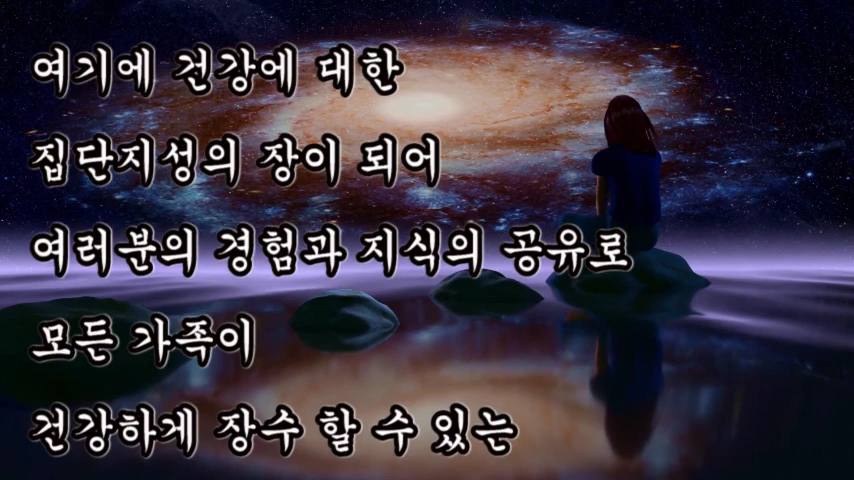 여기에 건강에 대한
집단지성의 장이 되어
여러분의 경험과 지식의 공유로
모든 가족이
건강하게 장수 할 수 있는